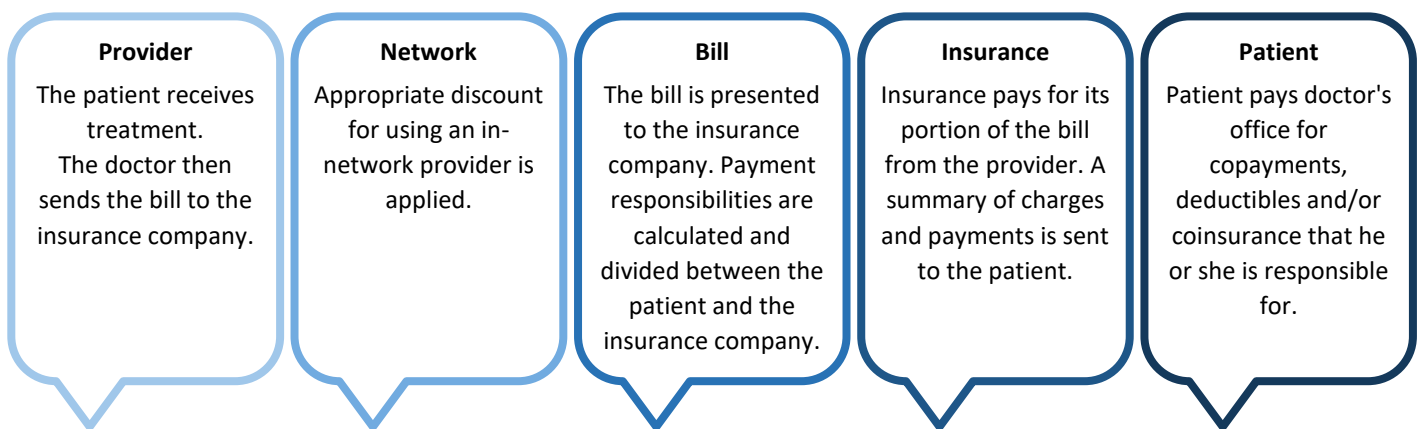 Provider
The patient receives
treatment.
The doctor then
sends the bill to the
insurance company.
Network
Appropriate discount
for using an in-
network provider is
applied.
Bill
The bill is presented
to the insurance
company. Payment
responsibilities are
calculated and
divided between the
patient and the
insurance company.
Insurance
Insurance pays for its
portion of the bill
from the provider. A
summary of charges
and payments is sent
to the patient.
Patient
Patient pays doctor's
office for
copayments,
deductibles and/or
coinsurance that he
or she is responsible
for.